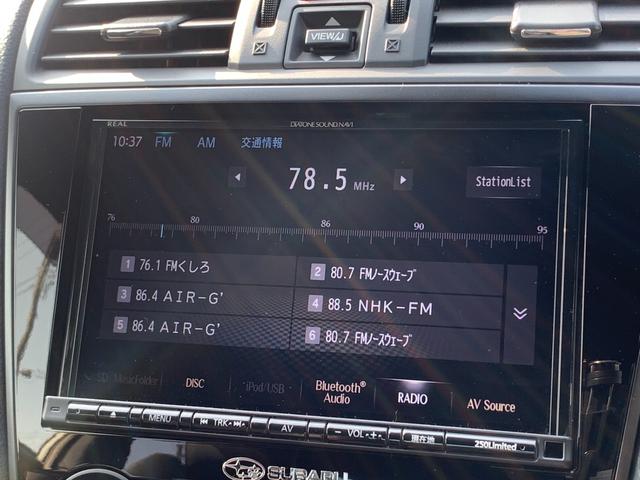 VIEW/J
REAL
DIATONE SOUND NAVI
10:37 FM AM 交通情報
78.5 MHz
StationList
76 80 86 90 95
1 76.1 FMくしろ
2 80.7 FMノースウェーブ
3 86.4 AIR-G'
4 88.5 NHK-FM
5 86.4 AIR-G'
6 80.7 FMノースウェーブ
SD MusicFolder DISC iPod/USB Bluetooth® Audio RADIO AV Source
MENU TRK AV - VOL + 現在地 250Limited
SUBARU